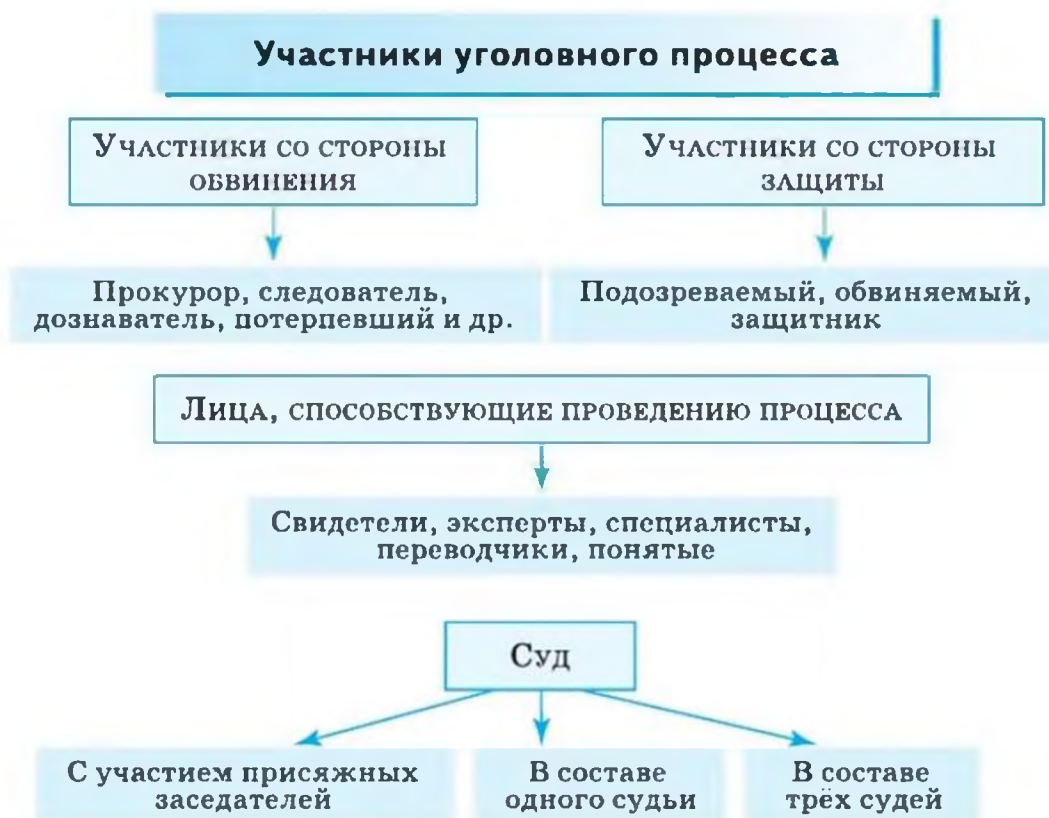 Участники уголовного процесса
Участники со стороны
обвинения
Участники со стороны
защиты
Прокурор, следователь,
дознаватель, потерпевший и др.
Подозреваемый, обвиняемый,
защитник
Лица, способствующие проведению процесса
Свидетели, эксперты, специалисты,
переводчики, понятые
Суд
С участием присяжных
заседателей
В составе
одного судьи
В составе
трёх судей